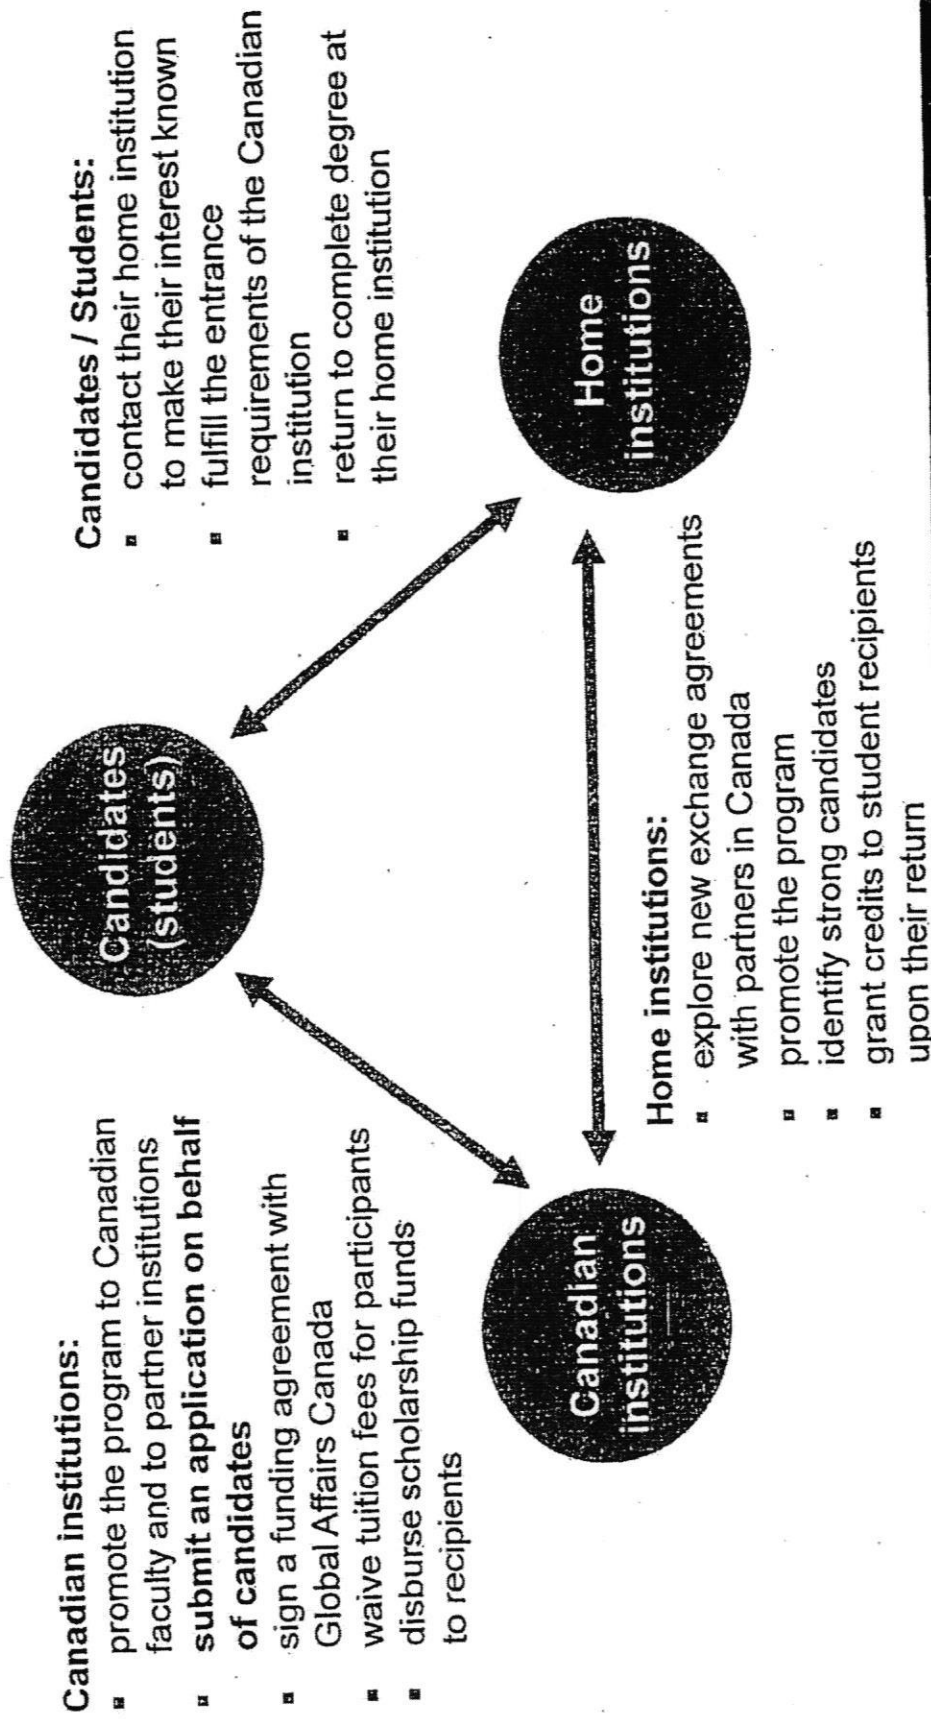 Canadian institutions:
▪ promote the program to Canadian
faculty and to partner institutions
▪ submit an application on behalf
of candidates
▪ sign a funding agreement with
Global Affairs Canada
▪ waive tuition fees for participants
▪ disburse scholarship funds
to recipients
Candidates
(students)
Candidates / Students:
▪ contact their home institution
to make their interest known
▪ fulfill the entrance
requirements of the Canadian
institution
▪ return to complete degree at
their home institution
Canadian
institutions
Home
institutions
Home institutions:
▪ explore new exchange agreements
with partners in Canada
▪ promote the program
▪ identify strong candidates
▪ grant credits to student recipients
upon their return